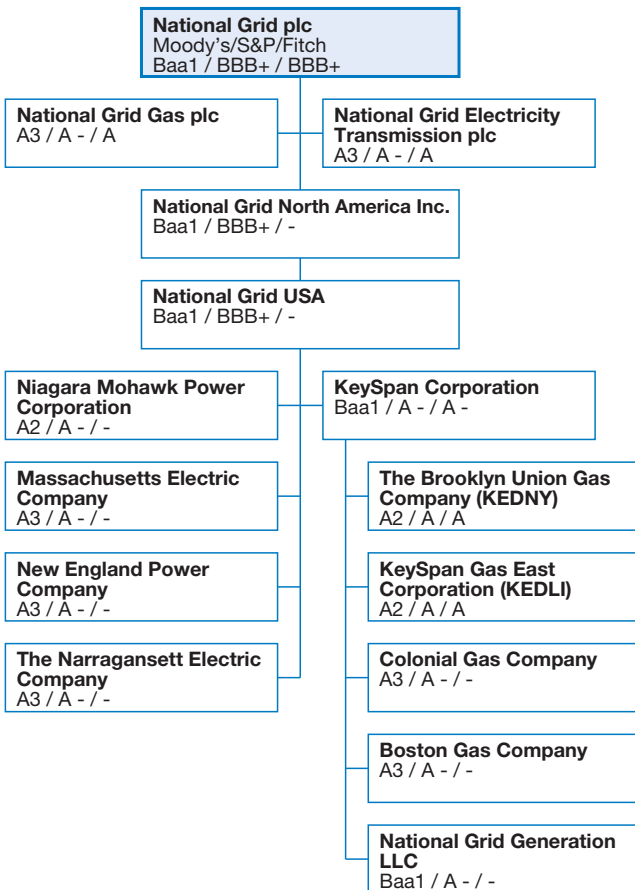 National Grid plc
Moody’s/S&P/Fitch
Baa1 / BBB+ / BBB+
National Grid Gas plc
A3 / A - / A
National Grid Electricity
Transmission plc
A3 / A - / A
National Grid North America Inc.
Baa1 / BBB+ / -
National Grid USA
Baa1 / BBB+ / -
Niagara Mohawk Power
Corporation
A2 / A - / -
KeySpan Corporation
Baa1 / A - / A -
Massachusetts Electric
Company
A3 / A - / -
The Brooklyn Union Gas
Company (KEDNY)
A2 / A / A
New England Power
Company
A3 / A - / -
KeySpan Gas East
Corporation (KEDLI)
A2 / A / A
The Narragansett Electric
Company
A3 / A - / -
Colonial Gas Company
A3 / A - / -
Boston Gas Company
A3 / A - / -
National Grid Generation
LLC
Baa1 / A - / -